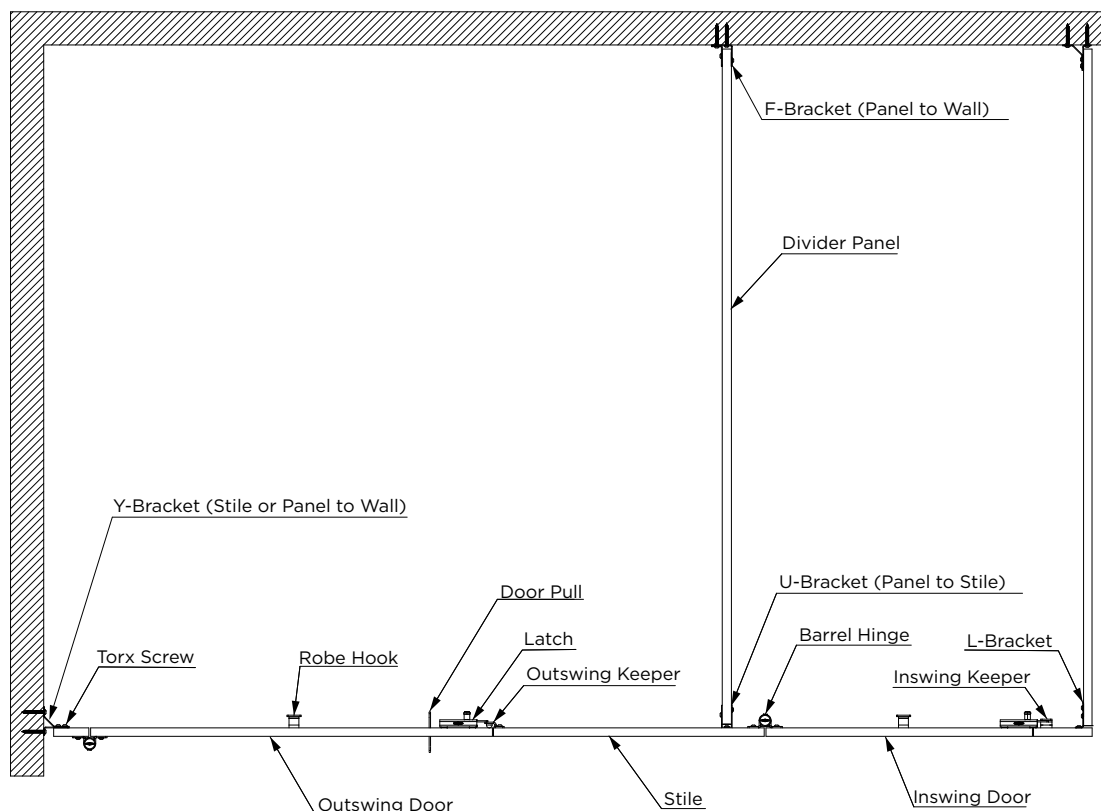 F-Bracket (Panel to Wall)
Divider Panel
Y-Bracket (Stile or Panel to Wall)
U-Bracket (Panel to Stile)
Door Pull
Barrel Hinge
L-Bracket
Latch
Torx Screw
Robe Hook
Outswing Keeper
Inswing Keeper
Outswing Door
Stile
Inswing Door